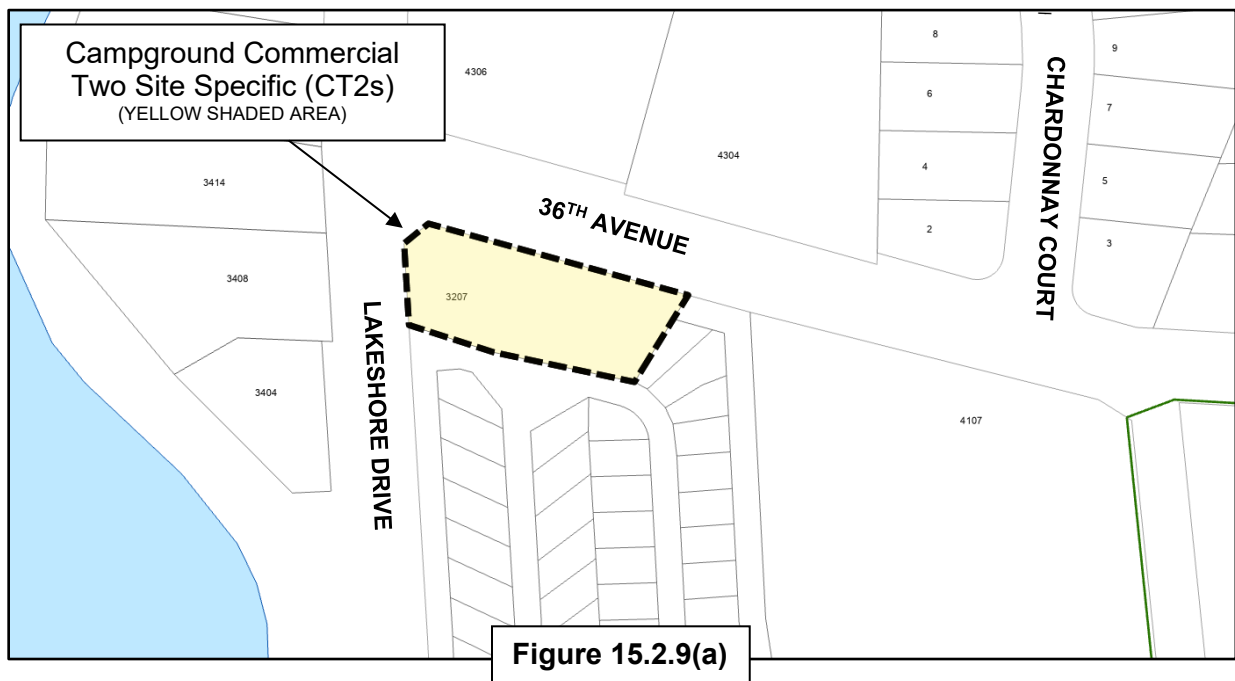 Campground Commercial
Two Site Specific (CT2s)
(YELLOW SHADED AREA)
4306
4304
8
6
4
2
9
7
5
3
CHARDONNAY COURT
36TH AVENUE
3414
3408
3404
3207
LAKESHORE DRIVE
4107
Figure 15.2.9(a)